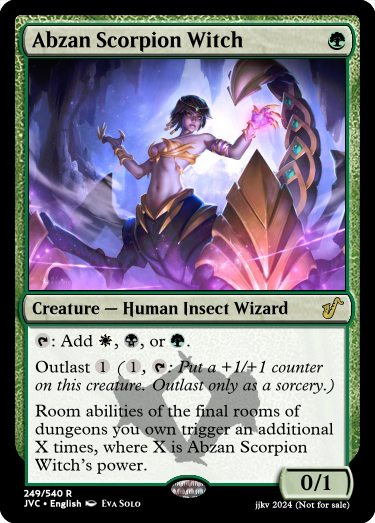 Abzan Scorpion Witch
Creature — Human Insect Wizard
: Add , , or .
Outlast 1 ( 1, : Put a +1/+1 counter
on this creature. Outlast only as a sorcery.)
Room abilities of the final rooms of
dungeons you own trigger an additional
X times, where X is Abzan Scorpion
Witch's power.
0/1
249/540 R
JVC • English Eva Solo
jjkv 2024 (Not for sale)